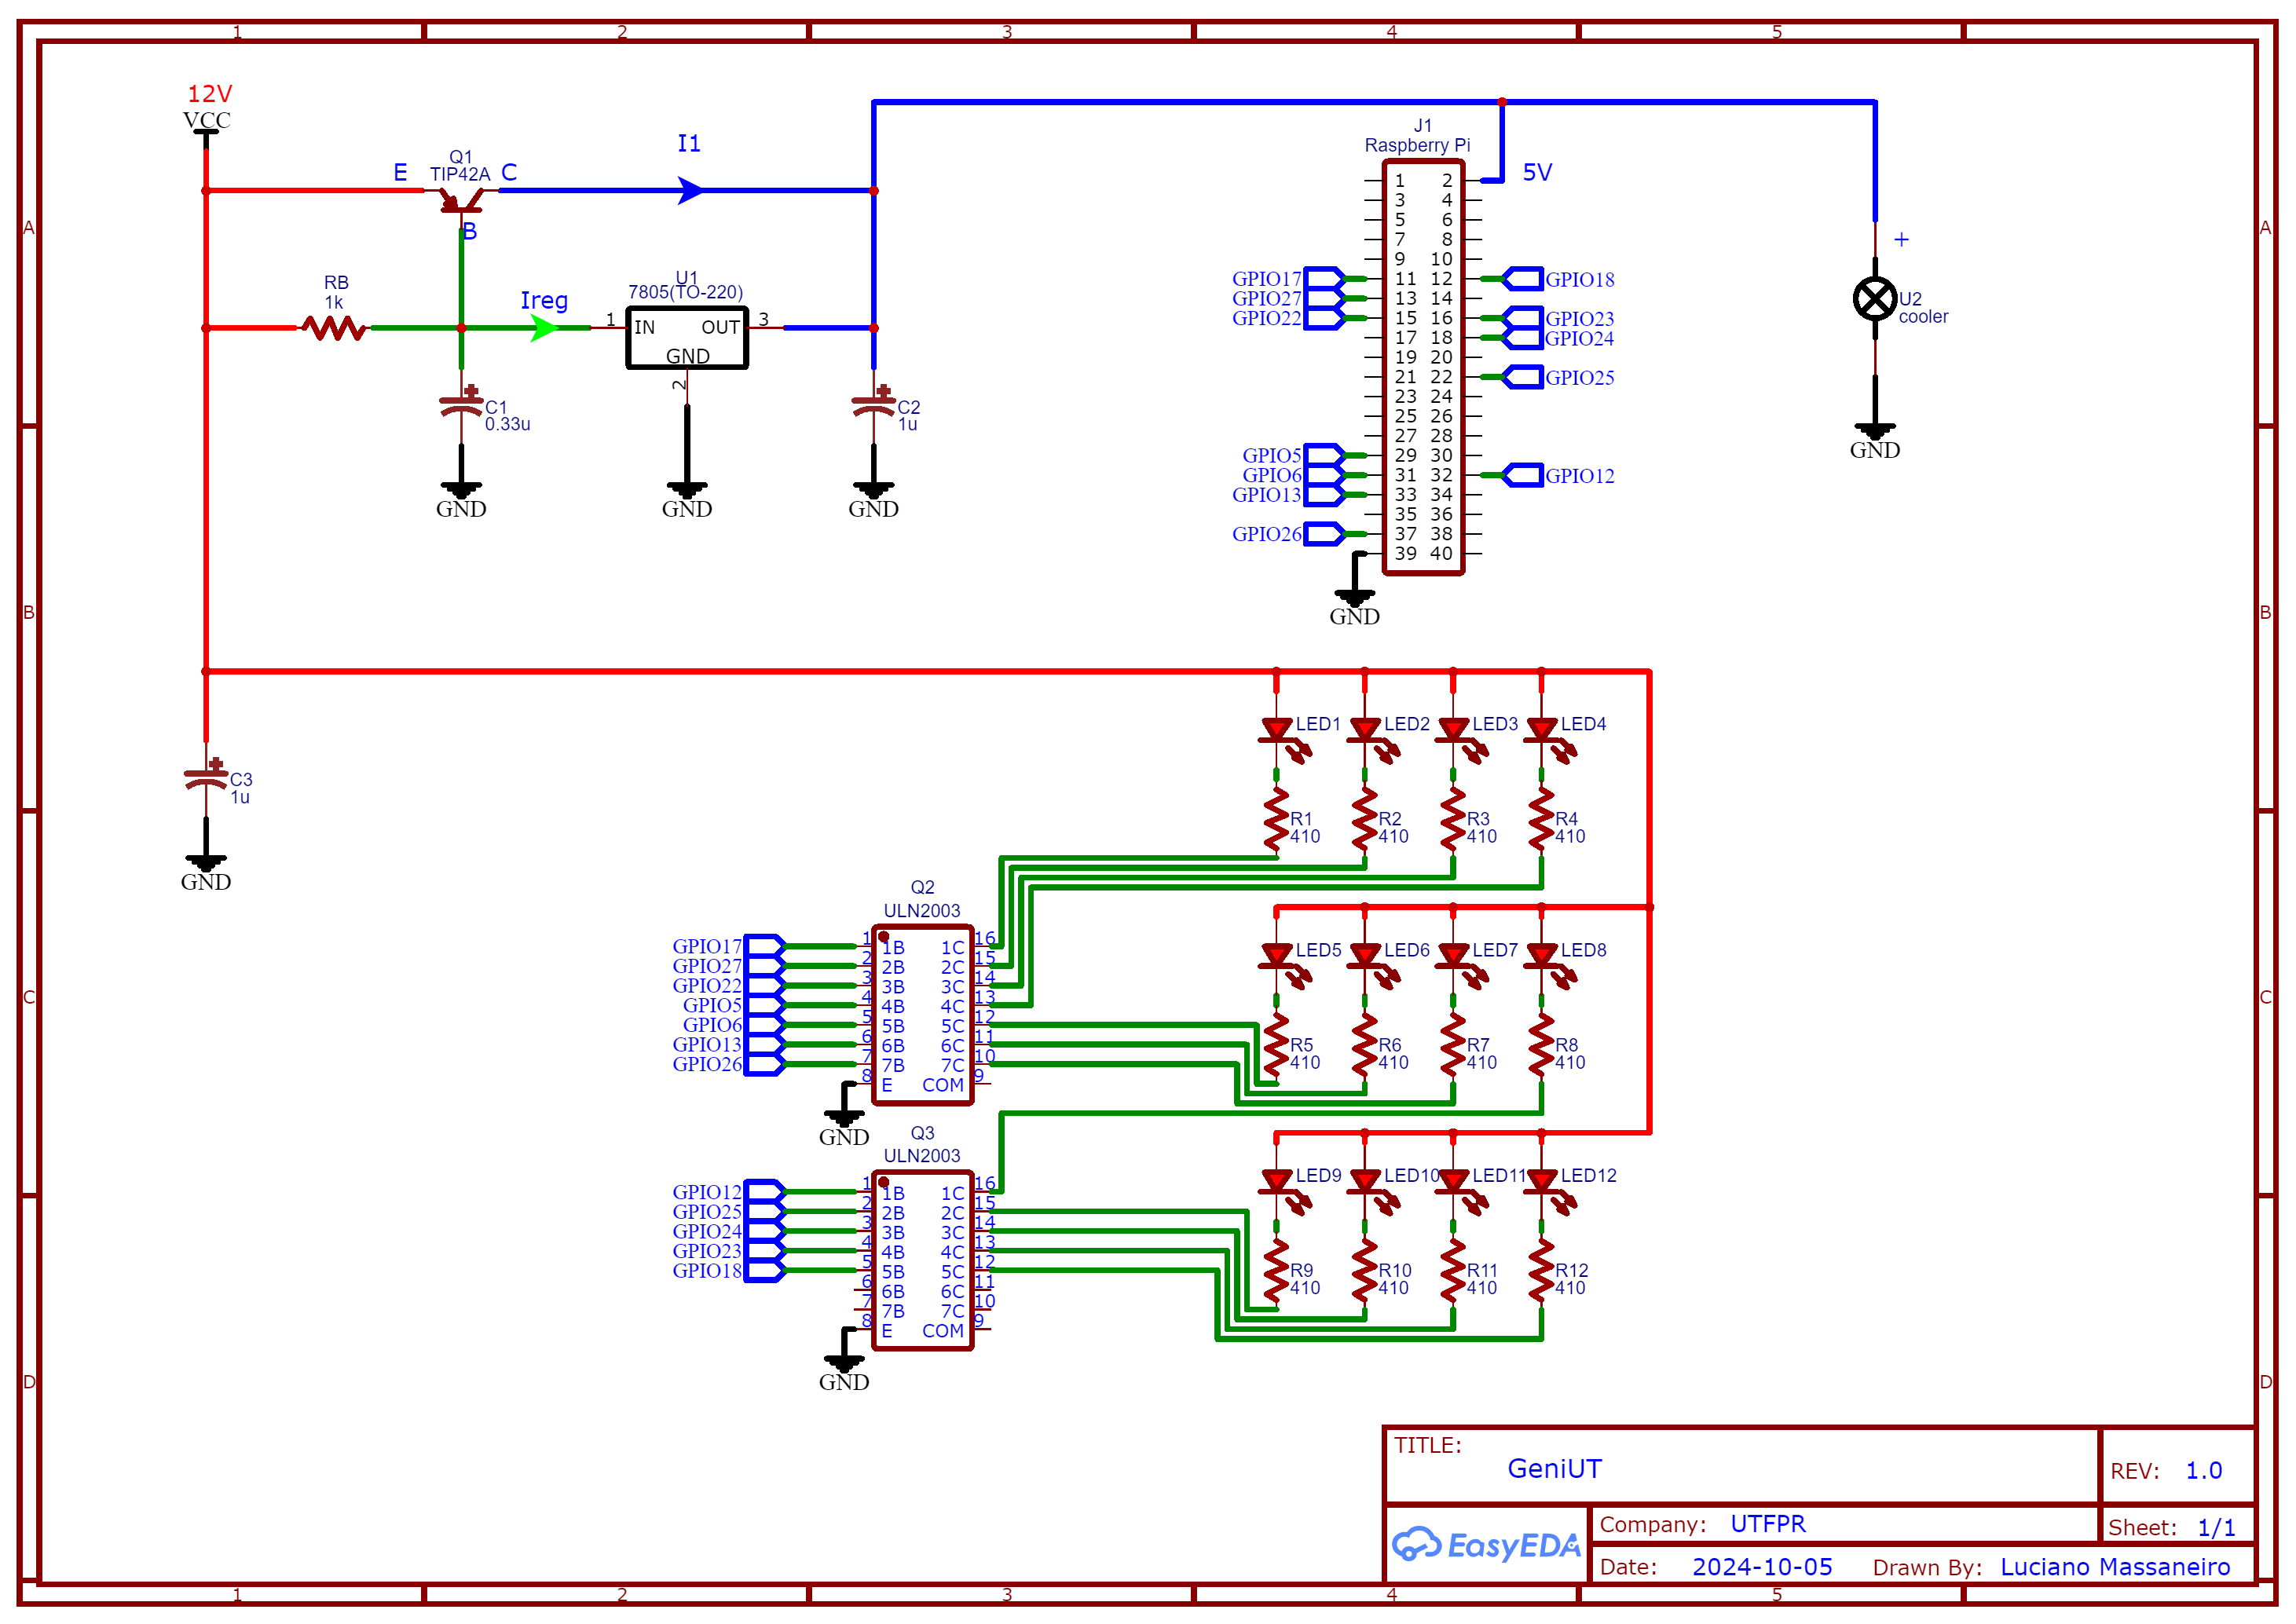 1 2 3 4 5
A
B
C
D
A
B
C
D
12V
VCC
E
Q1
TIP42A
C
B
I1
RB
1k
Ireg
U1
7805(TO-220)
1 IN OUT 3
GND
2
C1
0.33u
C2
1u
GND
GND
GND
J1
Raspberry Pi
5V
1 2
3 4
5 6
7 8
9 10
GPIO17 11 12 GPIO18
GPIO27 13 14
GPIO22 15 16 GPIO23
17 18 GPIO24
19 20
21 22 GPIO25
23 24
25 26
27 28
GPIO5 29 30
GPIO6 31 32 GPIO12
GPIO13 33 34
35 36
GPIO26 37 38
39 40
GND
+
U2
cooler
GND
C3
1u
GND
LED1 LED2 LED3 LED4
R1 R2 R3 R4
410 410 410 410
Q2
ULN2003
GPIO17 1 1B 1C 16
GPIO27 2 2B 2C 15
GPIO22 3 3B 3C 14
GPIO5 4 4B 4C 13
GPIO6 5 5B 5C 12
GPIO13 6 6B 6C 11
GPIO26 7 7B 7C 10
8 E COM 9
GND
LED5 LED6 LED7 LED8
R5 R6 R7 R8
410 410 410 410
Q3
ULN2003
GPIO12 1 1B 1C 16
GPIO25 2 2B 2C 15
GPIO24 3 3B 3C 14
GPIO23 4 4B 4C 13
GPIO18 5 5B 5C 12
6 6B 6C 11
7 7B 7C 10
8 E COM 9
GND
LED9 LED10 LED11 LED12
R9 R10 R11 R12
410 410 410 410
TITLE:
GeniUT
REV: 1.0
EasyEDA
Company: UTFPR
Sheet: 1/1
Date: 2024-10-05 Drawn By: Luciano Massaneiro
1 2 3 4 5